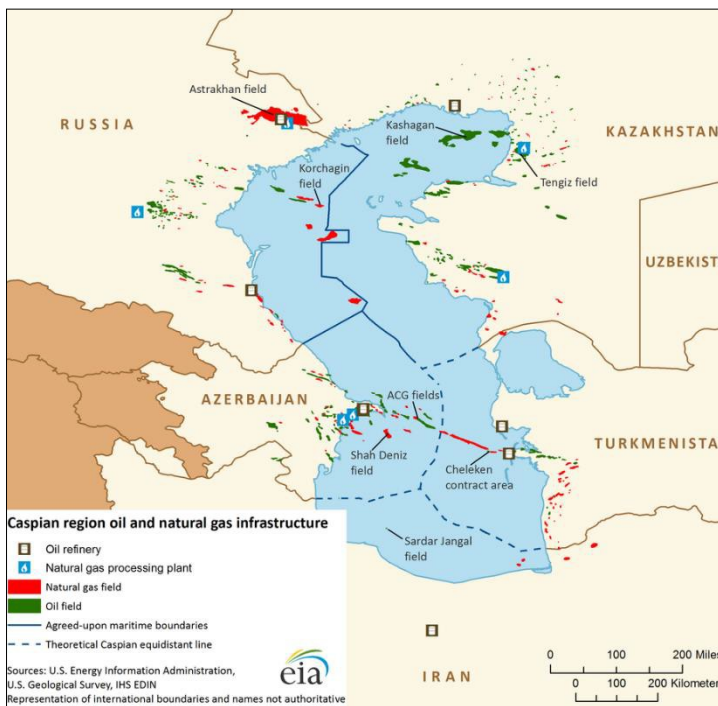 Astrakhan field
RUSSIA
Kashagan
field
KAZAKHSTAN
Korchagin
field
Tengiz field
UZBEKIST
AZERBAIJAN
ACG fields
Shah Deniz
field
TURKMENISTA
Cheleken
contract area
Sardar Jangal
field
Caspian region oil and natural gas infrastructure
Oil refinery
Natural gas processing plant
Natural gas field
Oil field
Agreed-upon maritime boundaries
Theoretical Caspian equidistant line
Sources: U.S. Energy Information Administration,
U.S. Geological Survey, IHS EDIN
Representation of international boundaries and names not authoritative
eia
IRAN
0 100 200 Miles
0 100 200 Kilometer